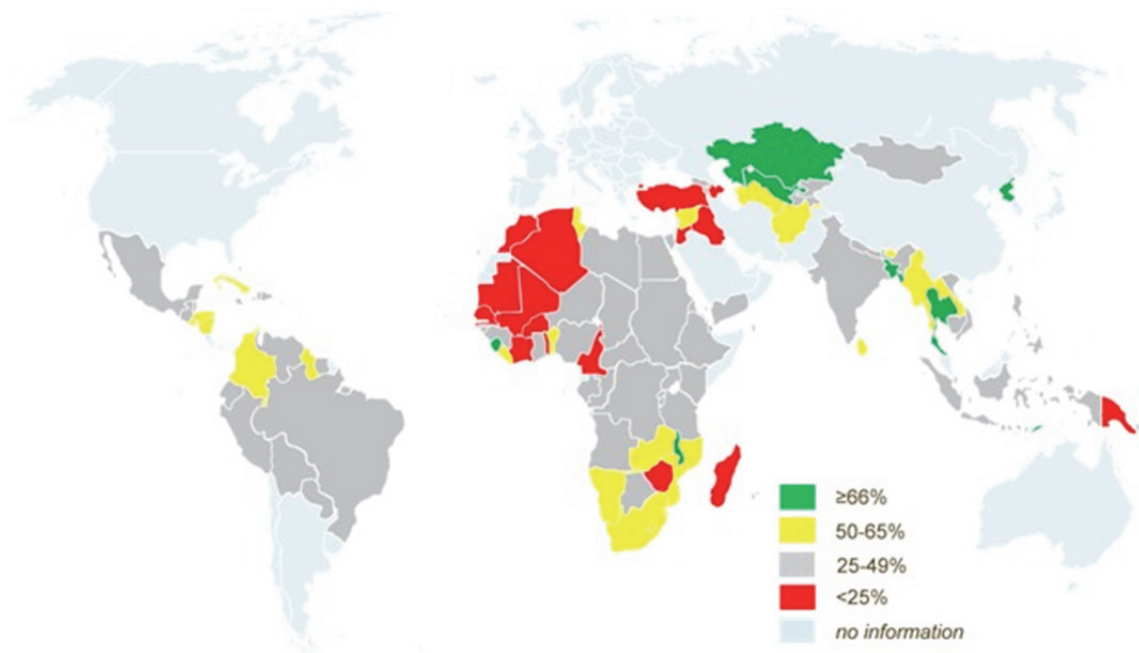 ≥66%
50-65%
25-49%
<25%
no information